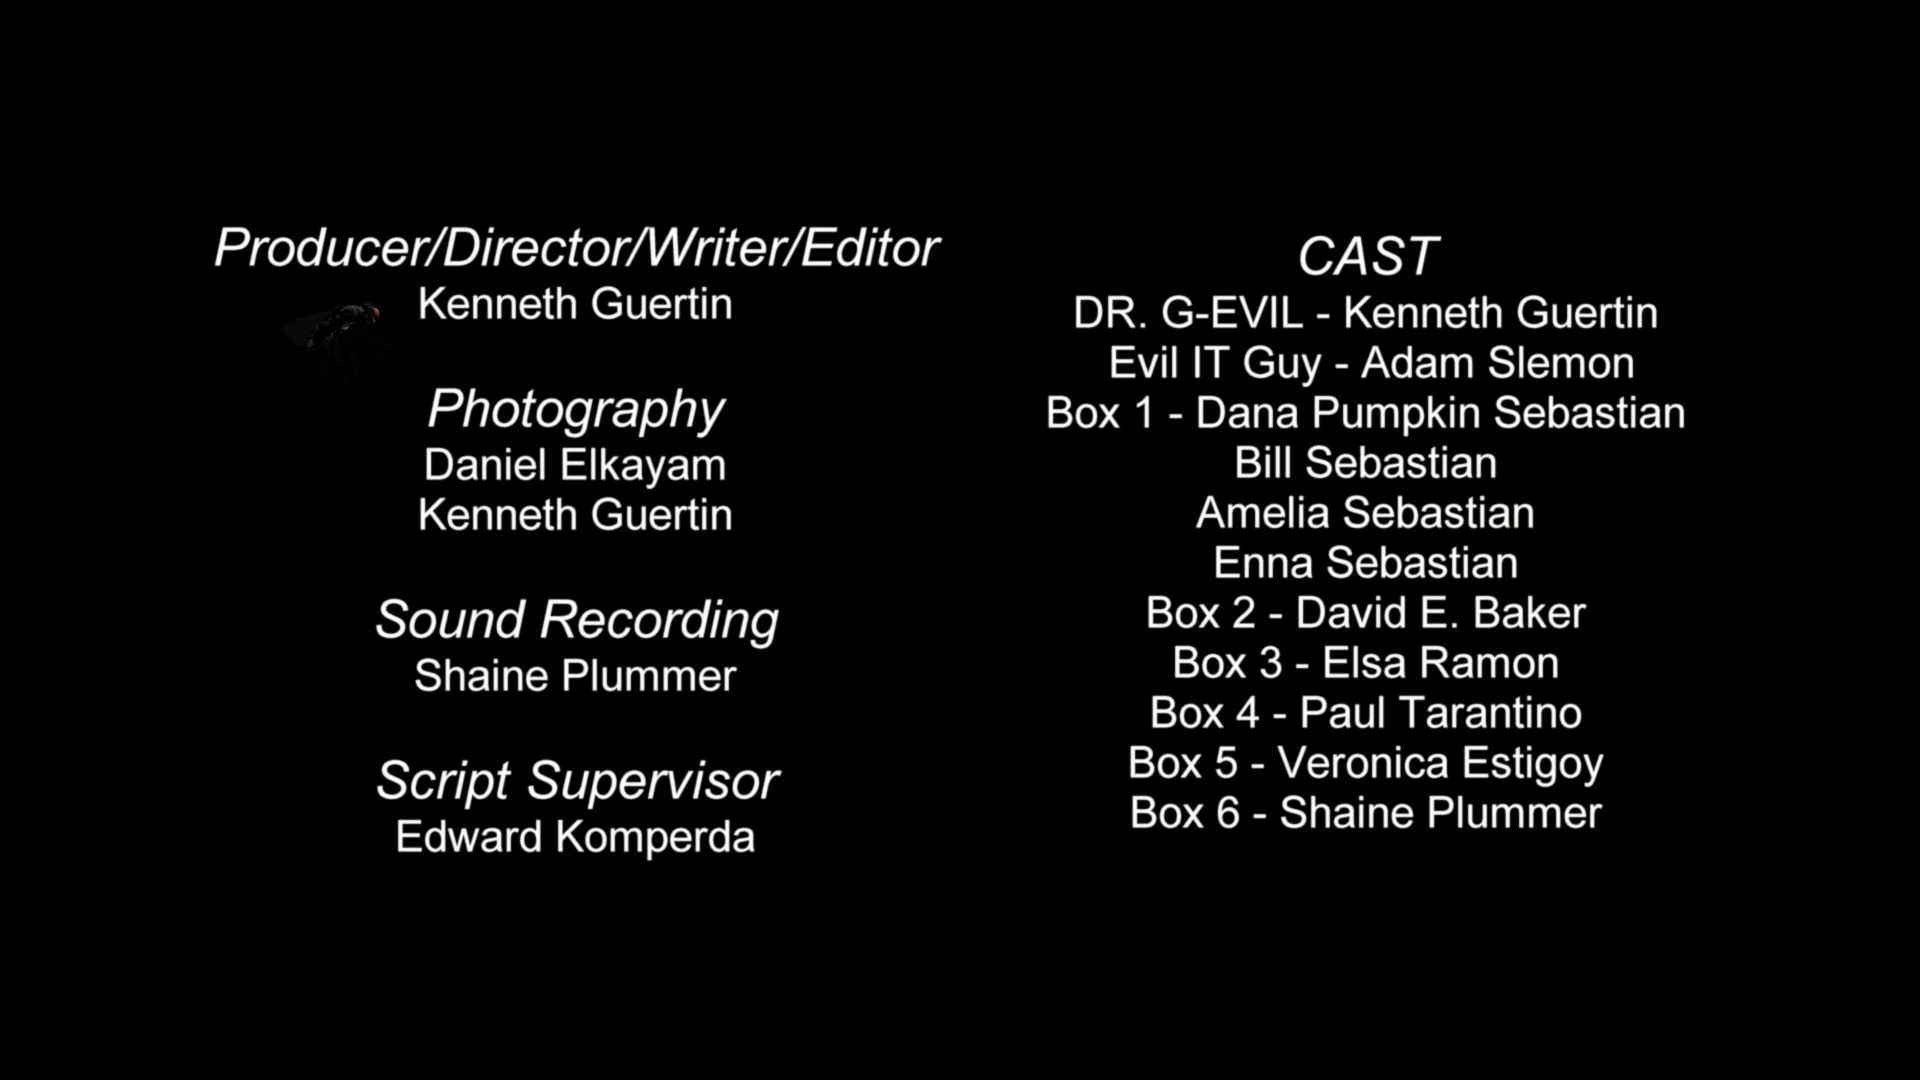 Producer/Director/Writer/Editor
Kenneth Guertin
Photography
Daniel Elkayam
Kenneth Guertin
Sound Recording
Shaine Plummer
Script Supervisor
Edward Komperda
CAST
DR. G-EVIL - Kenneth Guertin
Evil IT Guy - Adam Slemon
Box 1 - Dana Pumpkin Sebastian
Bill Sebastian
Amelia Sebastian
Enna Sebastian
Box 2 - David E. Baker
Box 3 - Elsa Ramon
Box 4 - Paul Tarantino
Box 5 - Veronica Estigoy
Box 6 - Shaine Plummer